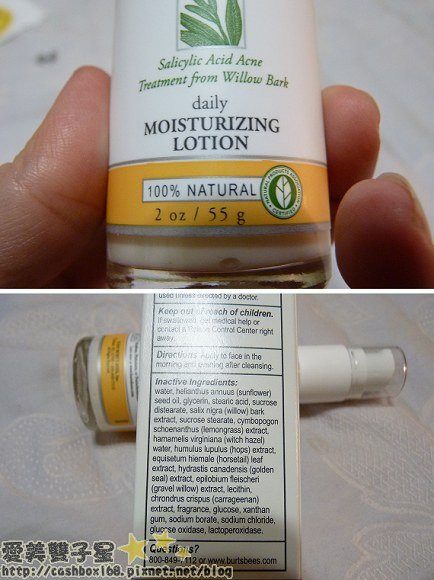 Salicylic Acid Acne
Treatment from Willow Bark
daily
MOISTURIZING
LOTION
100% NATURAL
2 oz / 55 g
CERTIFIED
used unless directed by a doctor.
Keep out of reach of children.
If swallowed, get medical help or
contact a Poison Control Center right
away.
Directions: Apply to face in the
morning and evening after cleansing.
Inactive Ingredients:
water, helianthus annuus (sunflower)
seed oil, glycerin, stearic acid, sucrose
distearate, salix nigra (willow) bark
extract, sucrose stearate, cymbopogon
schoenanthus (lemongrass) extract,
hamamelis virginiana (witch hazel)
water, humulus lupulus (hops) extract,
equisetum hiemale (horsetail) leaf
extract, hydrastis canadensis (golden
seal) extract, epilobium fleischeri
(gravel willow) extract, lecithin,
chrondrus crispus (carrageenan)
extract, fragrance, glucose, xanthan
gum, sodium borate, sodium chloride,
glucose oxidase, lactoperoxidase.
Questions?
800-849-7112 or www.burtsbees.com
愛美雙子星
http://cashbox168.pixnet.net/blog